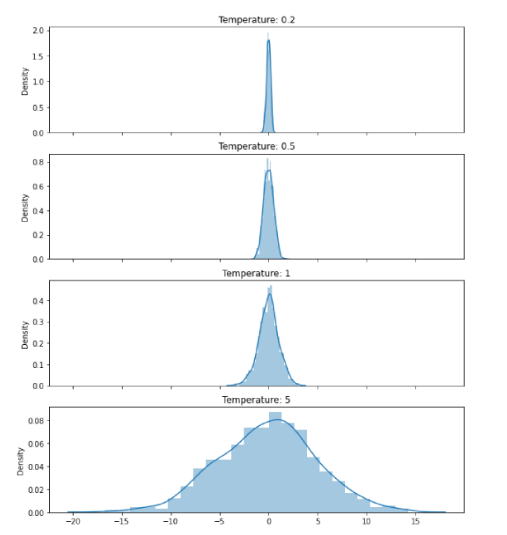 Temperature: 0.2
Density
2.0
1.5
1.0
0.5
0.0
Temperature: 0.5
Density
0.8
0.6
0.4
0.2
0.0
Temperature: 1
Density
0.4
0.3
0.2
0.1
0.0
Temperature: 5
Density
0.08
0.06
0.04
0.02
0.00
−20 −15 −10 −5 0 5 10 15